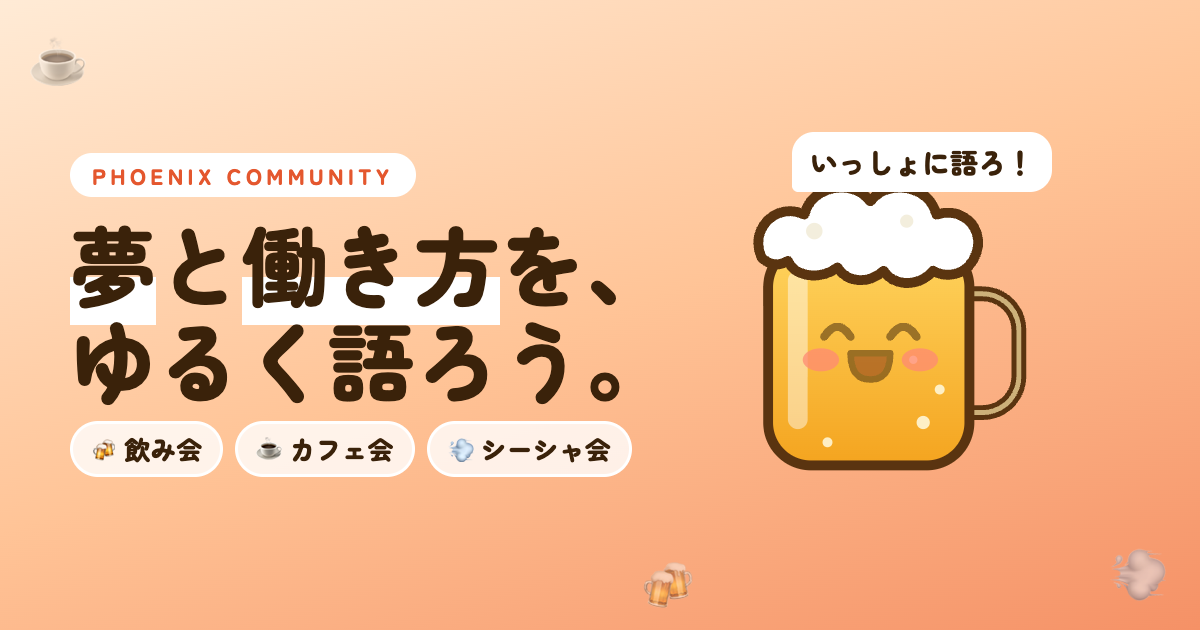 PHOENIX COMMUNITY
夢と働き方を、
ゆるく語ろう。
飲み会
カフェ会
シーシャ会
いっしょに語ろ！